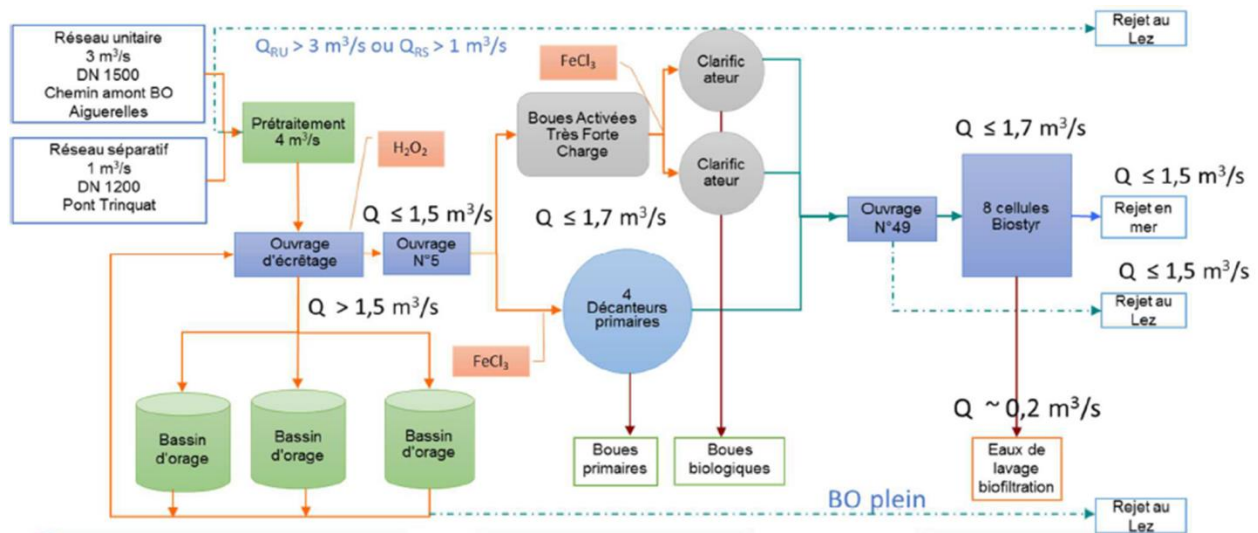 Réseau unitaire
3 m³/s
DN 1500
Chemin amont BO
Aiguerelles
Réseau séparatif
1 m³/s
DN 1200
Pont Trinquat
Q_RU > 3 m³/s ou Q_RS > 1 m³/s
Rejet au
Lez
Prétraitement
4 m³/s
H₂O₂
FeCl₃
Clarific
ateur
Boues Activées
Très Forte
Charge
Clarific
ateur
Q ≤ 1,5 m³/s
Q ≤ 1,7 m³/s
Ouvrage
d'écrêtage
Ouvrage
N°5
Q > 1,5 m³/s
4
Décanteurs
primaires
FeCl₃
Ouvrage
N°49
Q ≤ 1,7 m³/s
8 cellules
Biostyr
Q ≤ 1,5 m³/s
Rejet en
mer
Q ≤ 1,5 m³/s
Rejet au
Lez
Bassin
d'orage
Bassin
d'orage
Bassin
d'orage
Boues
primaires
Boues
biologiques
Q ~ 0,2 m³/s
Eaux de
lavage
biofiltration
BO plein
Rejet au
Lez